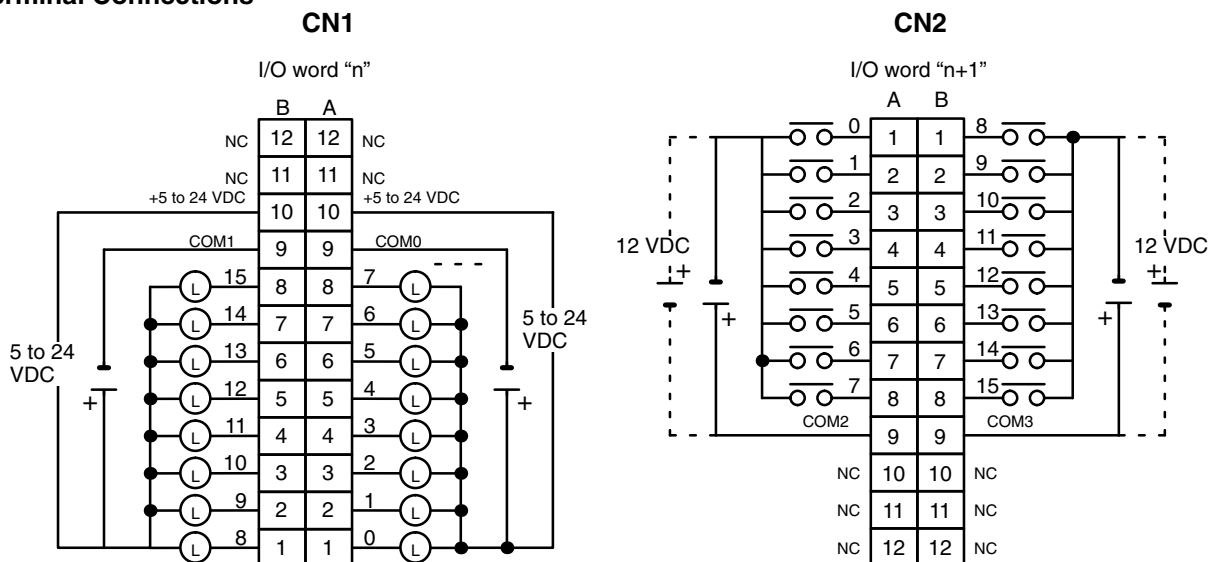 Terminal Connections
CN1
I/O word "n"
B A
NC 12 12 NC
NC 11 11 NC
+5 to 24 VDC 10 10 +5 to 24 VDC
COM1 9 9 COM0
L 15 8 8 7 L
L 14 7 7 6 L
L 13 6 6 5 L
L 12 5 5 4 L
L 11 4 4 3 L
L 10 3 3 2 L
L 9 2 2 1 L
L 8 1 1 0 L
5 to 24
VDC
+
5 to 24
VDC
+
CN2
I/O word "n+1"
A B
0 1 1 8
1 2 2 9
2 3 3 10
3 4 4 11
4 5 5 12
5 6 6 13
6 7 7 14
7 8 8 15
COM2 9 9 COM3
NC 10 10 NC
NC 11 11 NC
NC 12 12 NC
12 VDC
+
+
12 VDC
+
+